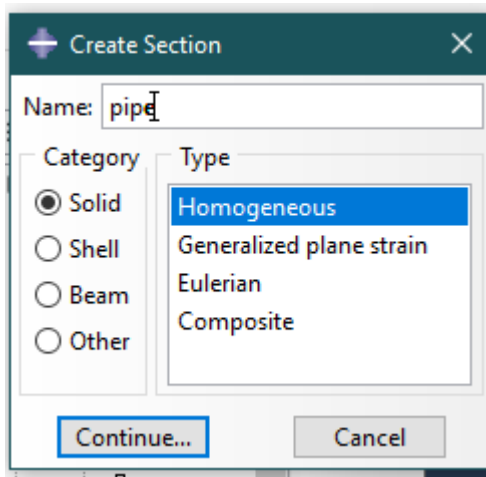 Create Section
Name: pipe
Category
Type
Solid
Shell
Beam
Other
Homogeneous
Generalized plane strain
Eulerian
Composite
Continue...
Cancel